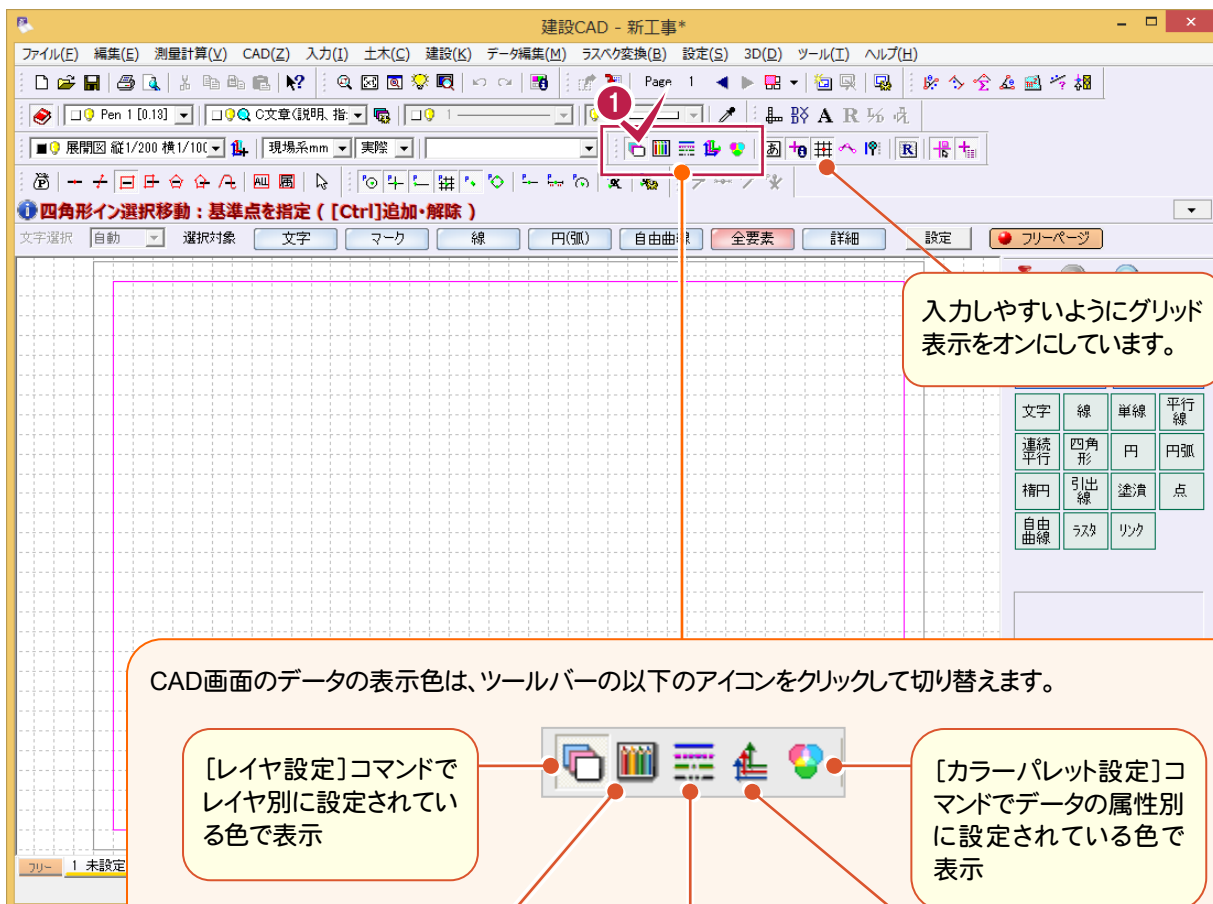 建設CAD - 新工事*
ファイル(F) 編集(E) 測量計算(V) CAD(Z) 入力(I) 土木(C) 建設(K) データ編集(M) ラスベク変換(B) 設定(S) 3D(D) ツール(T) ヘルプ(H)
Page 1
1
Pen 1 [0.13] C文章(説明、指: 1
展開図 縦1/200 横1/100 現場系mm 実際
四角形イン選択移動：基準点を指定 ( [Ctrl]追加・解除 )
文字選択 自動 選択対象 文字 マーク 線 円(弧) 自由曲線 全要素 詳細 設定 フリーページ
入力しやすいようにグリッド
表示をオンにしています。
文字 線 単線 平行線
連続平行 四角形 円 円弧
楕円 引出線 塗潰 点
自由曲線 ラスタ リンク
CAD画面のデータの表示色は、ツールバーの以下のアイコンをクリックして切り替えます。
[レイヤ設定]コマンドで
レイヤ別に設定されてい
る色で表示
[カラーパレット設定]コ
マンドでデータの属性別
に設定されている色で
表示
フリー 1 未設定